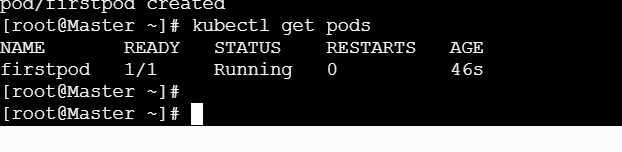 pod/firstpod created
[root@Master ~]# kubectl get pods
NAME       READY   STATUS    RESTARTS   AGE
firstpod   1/1     Running   0          46s
[root@Master ~]#
[root@Master ~]#